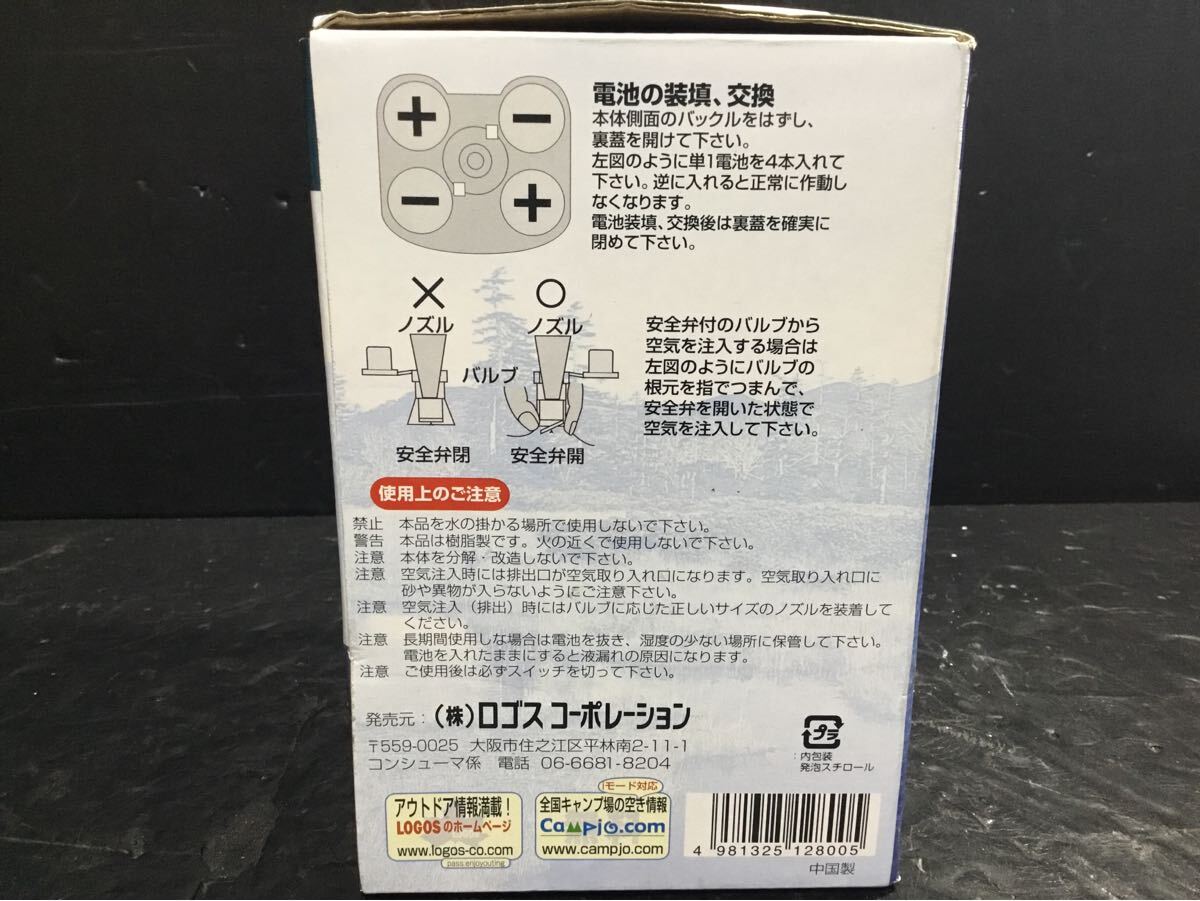 電池の装填、交換
本体側面のバックルをはずし、
裏蓋を開けて下さい。
左図のように単1電池を4本入れて
下さい。逆に入れると正常に作動し
なくなります。
電池装填、交換後は裏蓋を確実に
閉めて下さい。
+ −
− +
× ○
ノズル ノズル
バルブ
安全弁閉 安全弁開
安全弁付のバルブから
空気を注入する場合は
左図のようにバルブの
根元を指でつまんで、
安全弁を開いた状態で
空気を注入して下さい。
使用上のご注意
禁止 本品を水の掛かる場所で使用しないで下さい。
警告 本品は樹脂製です。火の近くで使用しないで下さい。
注意 本体を分解・改造しないで下さい。
注意 空気注入時には排出口が空気取り入れ口になります。空気取り入れ口に
砂や異物が入らないようにご注意下さい。
注意 空気注入（排出）時にはバルブに応じた正しいサイズのノズルを装着して
ください。
注意 長期間使用しな場合は電池を抜き、湿度の少ない場所に保管して下さい。
電池を入れたままにすると液漏れの原因になります。
注意 ご使用後は必ずスイッチを切って下さい。
発売元：（株）ロゴス コーポレーション
〒559-0025 大阪市住之江区平林南2-11-1
コンシューマ係 電話 06-6681-8204
プラ
：内包装
発泡スチロール
アウトドア情報満載！
LOGOSのホームページ
www.logos-co.com
pass.enjoyouting
iモード対応
全国キャンプ場の空き情報
Campjo.com
www.campjo.com
4 981325 128005
中国製